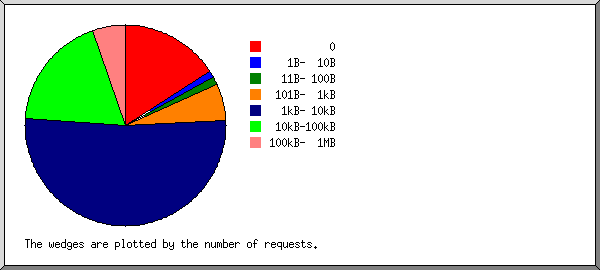 0
1B- 10B
11B- 100B
101B- 1kB
1kB- 10kB
10kB-100kB
100kB- 1MB
The wedges are plotted by the number of requests.